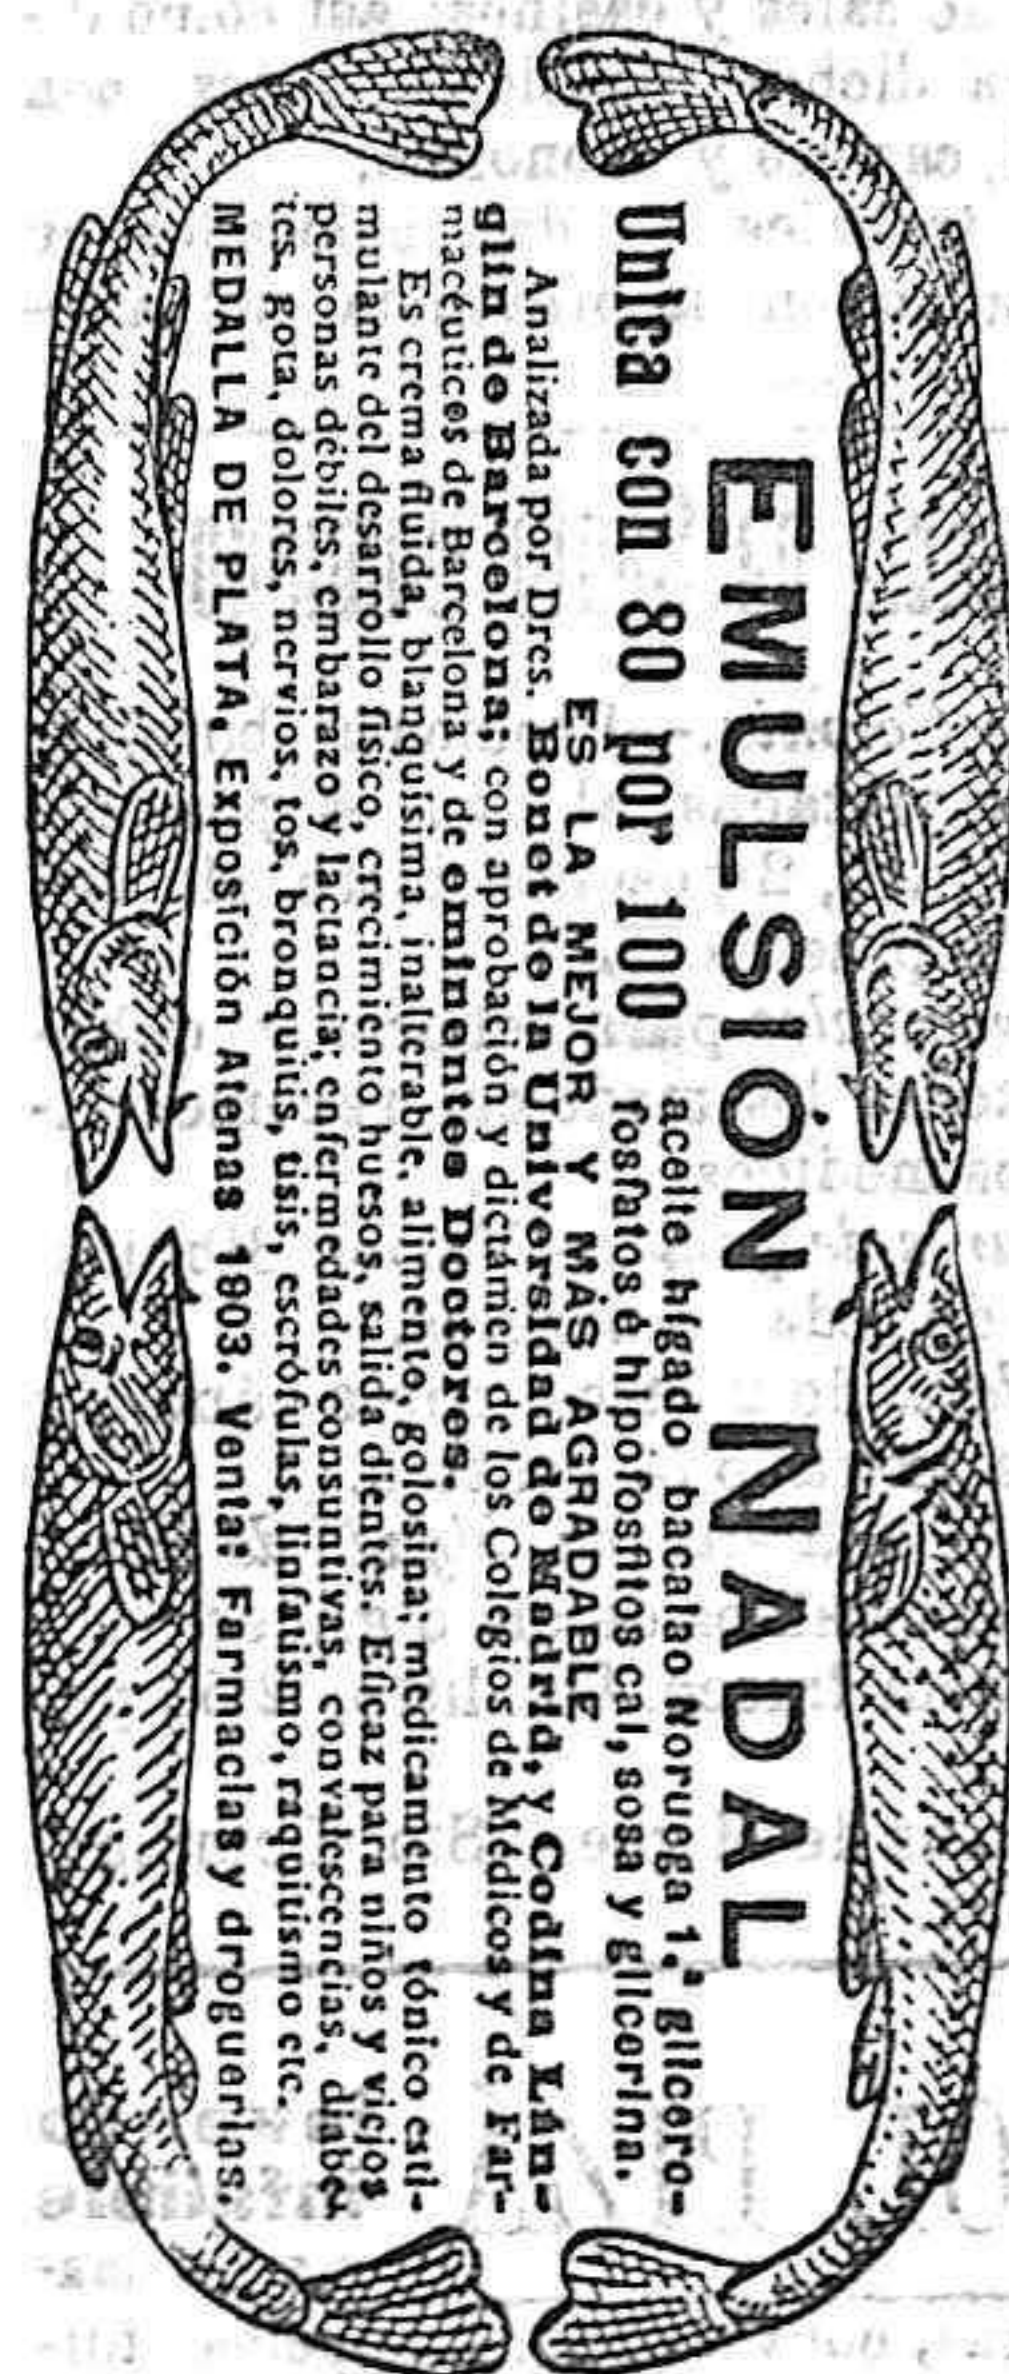 EMULSIÓN NADAL
Unica con 80 por 100 aceite hígado bacalao Noruega 1.ª glicero-
fosfatos é hipofosfitos cal, sosa y glicerina.
ES LA MEJOR Y MÁS AGRADABLE
Analizada por Dres. Bonet de la Universidad de Madrid, y Codina Län-
glin de Barcelona; con aprobación y dictámen de los Colegios de Médicos y de Far-
macéuticos de Barcelona y de eminentes Doctores.
Es crema fluida, blanquísima, inalterable, alimento, golosina; medicamento tónico esti-
mulante del desarrollo físico, crecimiento huesos, salida dientes. Eficaz para niños y viejos
personas débiles, embarazo y lactancia; enfermedades consuntivas, convalescencias, diabe-
tes, gota, dolores, nervios, tos, bronquitis, tisis, escrófulas, linfatismo, raquitismo etc.
MEDALLA DE PLATA, Exposición Atenas 1903. Venta: Farmacias y droguerías.